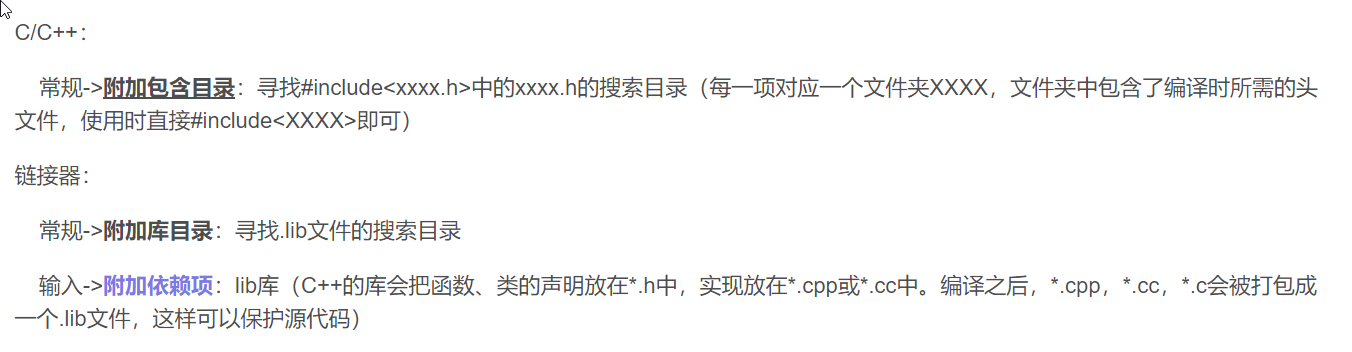 C/C++：
常规->附加包含目录：寻找#include<xxxx.h>中的xxxx.h的搜索目录（每一项对应一个文件夹XXXX，文件夹中包含了编译时所需的头
文件，使用时直接#include<XXXX>即可）
链接器：
常规->附加库目录：寻找.lib文件的搜索目录
输入->附加依赖项：lib库（C++的库会把函数、类的声明放在*.h中，实现放在*.cpp或*.cc中。编译之后，*.cpp，*.cc，*.c会被打包成
一个.lib文件，这样可以保护源代码）